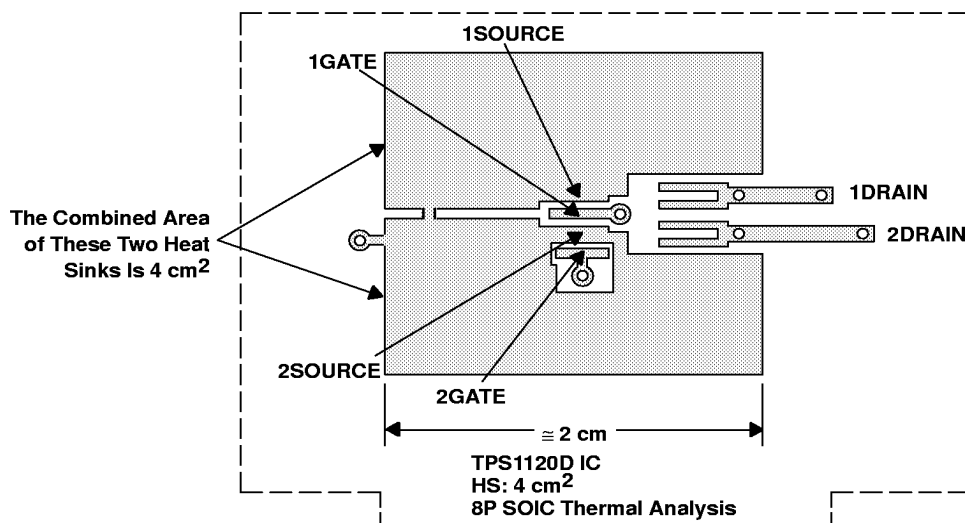 1SOURCE
1GATE
1DRAIN
2DRAIN
The Combined Area
of These Two Heat
Sinks Is 4 cm2
2SOURCE
2GATE
≅ 2 cm
TPS1120D IC
HS: 4 cm2
8P SOIC Thermal Analysis